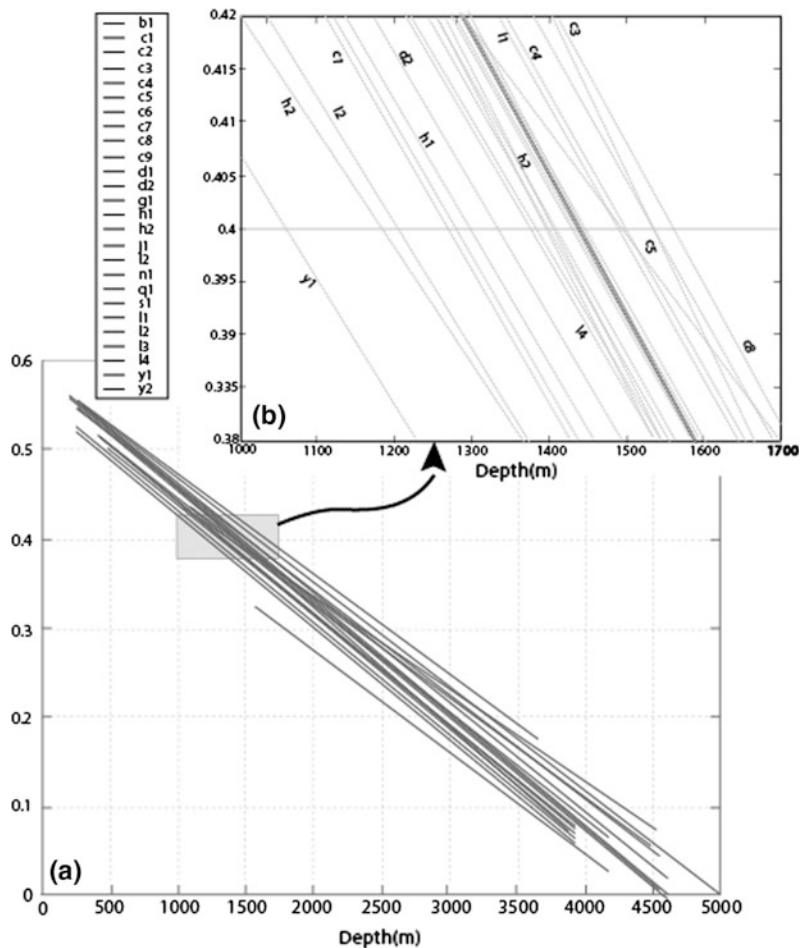 b1
c1
c2
c3
c4
c5
c6
c7
c8
c9
d1
d2
g1
h1
h2
j1
l2
n1
q1
s1
l1
l2
l3
l4
y1
y2
0.42
0.415
0.41
0.405
0.4
0.395
0.39
0.335
0.38
c1
d2
l1
c4
c3
h2
l2
h1
h2
c5
y1
l4
c8
(b)
1000
1100
1200
1300
1400
1500
1600
1700
Depth(m)
0.6
0.5
0.4
0.3
0.2
0.1
0
(a)
0
500
1000
1500
2000
2500
3000
3500
4000
4500
5000
Depth(m)